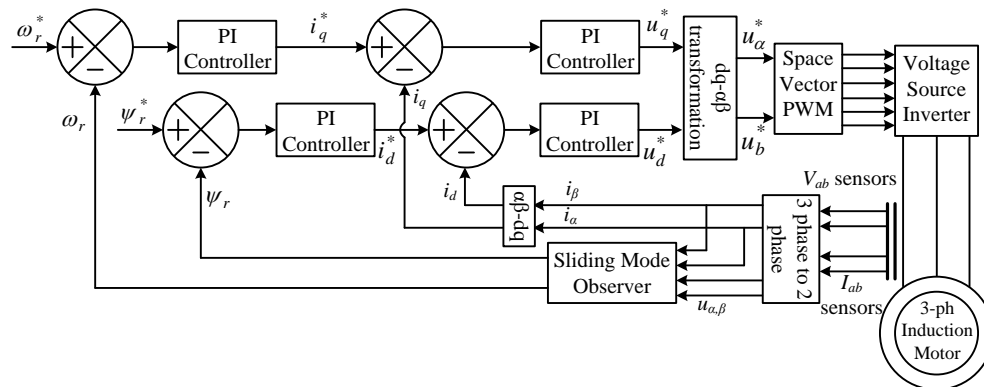 ω_r^*
+
−
PI
Controller
i_q^*
+
−
PI
Controller
u_q^*
dq-αβ
transformation
u_α^*
u_b^*
Space
Vector
PWM
Voltage
Source
Inverter
ω_r
ψ_r^*
+
−
PI
Controller
i_d^*
i_q
+
−
PI
Controller
u_d^*
ψ_r
i_d
αβ-dq
i_β
i_α
3 phase to 2
phase
V_ab sensors
I_ab
sensors
Sliding Mode
Observer
u_α,β
3-ph
Induction
Motor